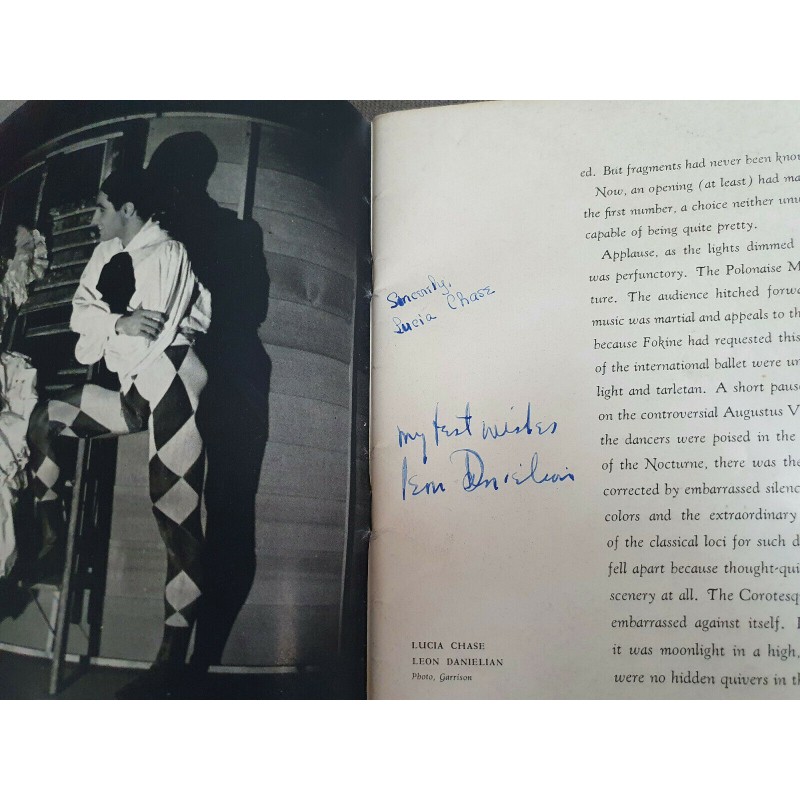 ed. But fragments had never been know
Now, an opening (at least) had ma
the first number, a choice neither unu
capable of being quite pretty.
Applause, as the lights dimmed
was perfunctory. The Polonaise M
ture. The audience hitched forwa
music was martial and appeals to th
because Fokine had requested this
of the international ballet were un
light and tarletan. A short paus
on the controversial Augustus V
the dancers were poised in the
of the Nocturne, there was the
corrected by embarrassed silenc
colors and the extraordinary
of the classical loci for such d
fell apart because thought-qui
scenery at all. The Corotesq
embarrassed against itself.
it was moonlight in a high,
were no hidden quivers in th
Sincerely,
Lucia Chase
My best wishes
Leon Danielian
LUCIA CHASE
LEON DANIELIAN
Photo, Garrison